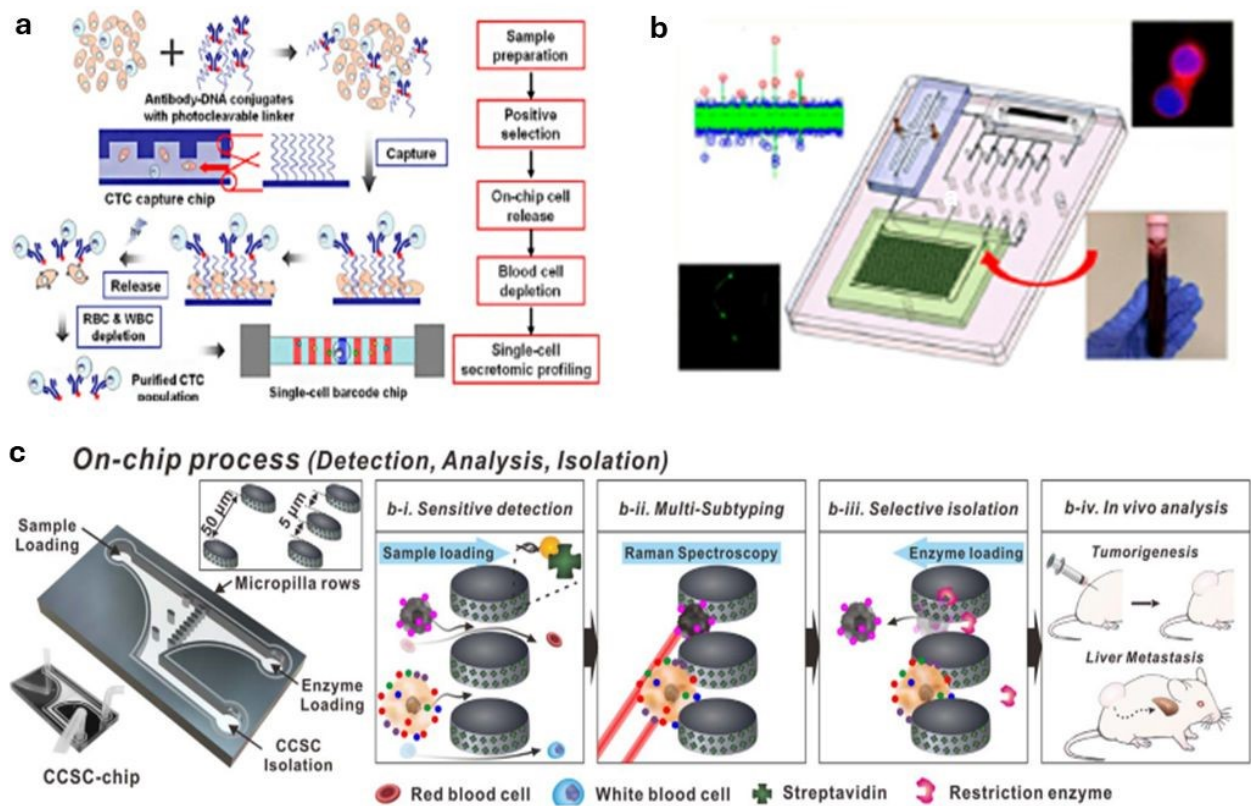 a
Antibody-DNA conjugates
with photocleavable linker
CTC capture chip
Capture
Release
RBC & WBC
depletion
Purified CTC
population
Single-cell barcode chip
Sample
preparation
Positive
selection
On-chip cell
release
Blood cell
depletion
Single-cell
secretomic profiling
b
c
On-chip process (Detection, Analysis, Isolation)
Sample
Loading
50 μm
5 μm
Micropilla rows
Enzyme
Loading
CCSC
Isolation
CCSC-chip
b-i. Sensitive detection
Sample loading
b-ii. Multi-Subtyping
Raman Spectroscopy
b-iii. Selective isolation
Enzyme loading
b-iv. In vivo analysis
Tumorigenesis
Liver Metastasis
Red blood cell
White blood cell
Streptavidin
Restriction enzyme